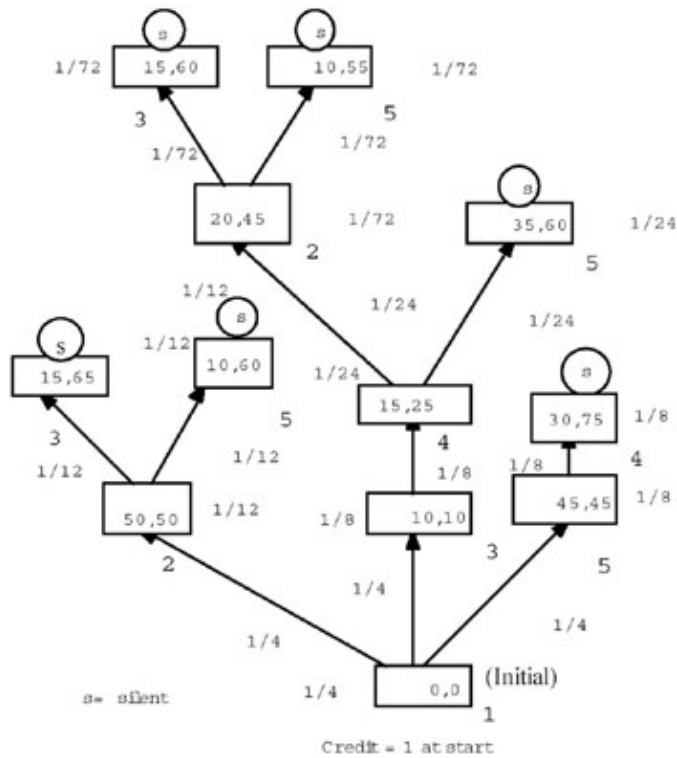 s s
1/72 15,60 10,55 1/72
3 5
1/72 1/72
s
20,45 1/72 35,60 1/24
2 5
1/12 s 1/24
s 1/12 1/24 s
15,65 10,60 1/24
15,25 30,75 1/8
3 5 4 4
1/12 1/12 1/8 1/8
50,50 1/12 1/8 10,10 45,45 1/8
2 3 5
1/4
1/4 1/4
s= silent 1/4 0,0 (Initial)
1
Credit = 1 at start